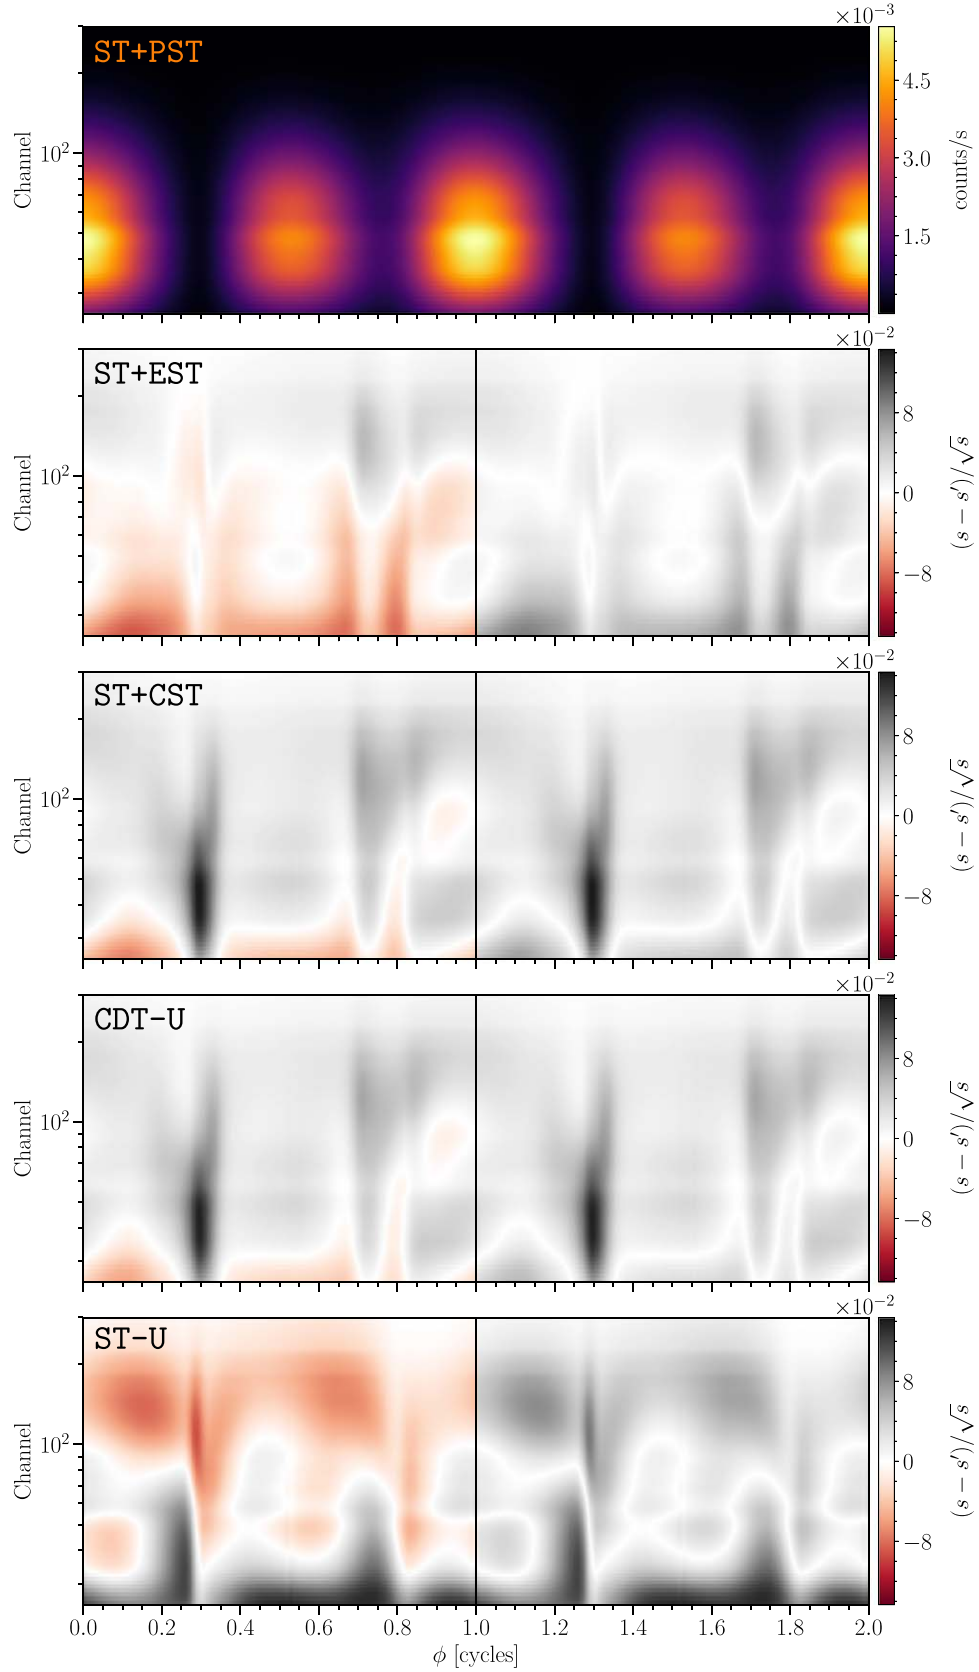 ×10⁻³
ST+PST
Channel
10²
4.5
3.0
1.5
counts/s
×10⁻²
ST+EST
Channel
10²
8
0
−8
(s − s′)/√s
×10⁻²
ST+CST
Channel
10²
8
0
−8
(s − s′)/√s
×10⁻²
CDT-U
Channel
10²
8
0
−8
(s − s′)/√s
×10⁻²
ST-U
Channel
10²
8
0
−8
(s − s′)/√s
0.0 0.2 0.4 0.6 0.8 1.0 1.2 1.4 1.6 1.8 2.0
ϕ [cycles]